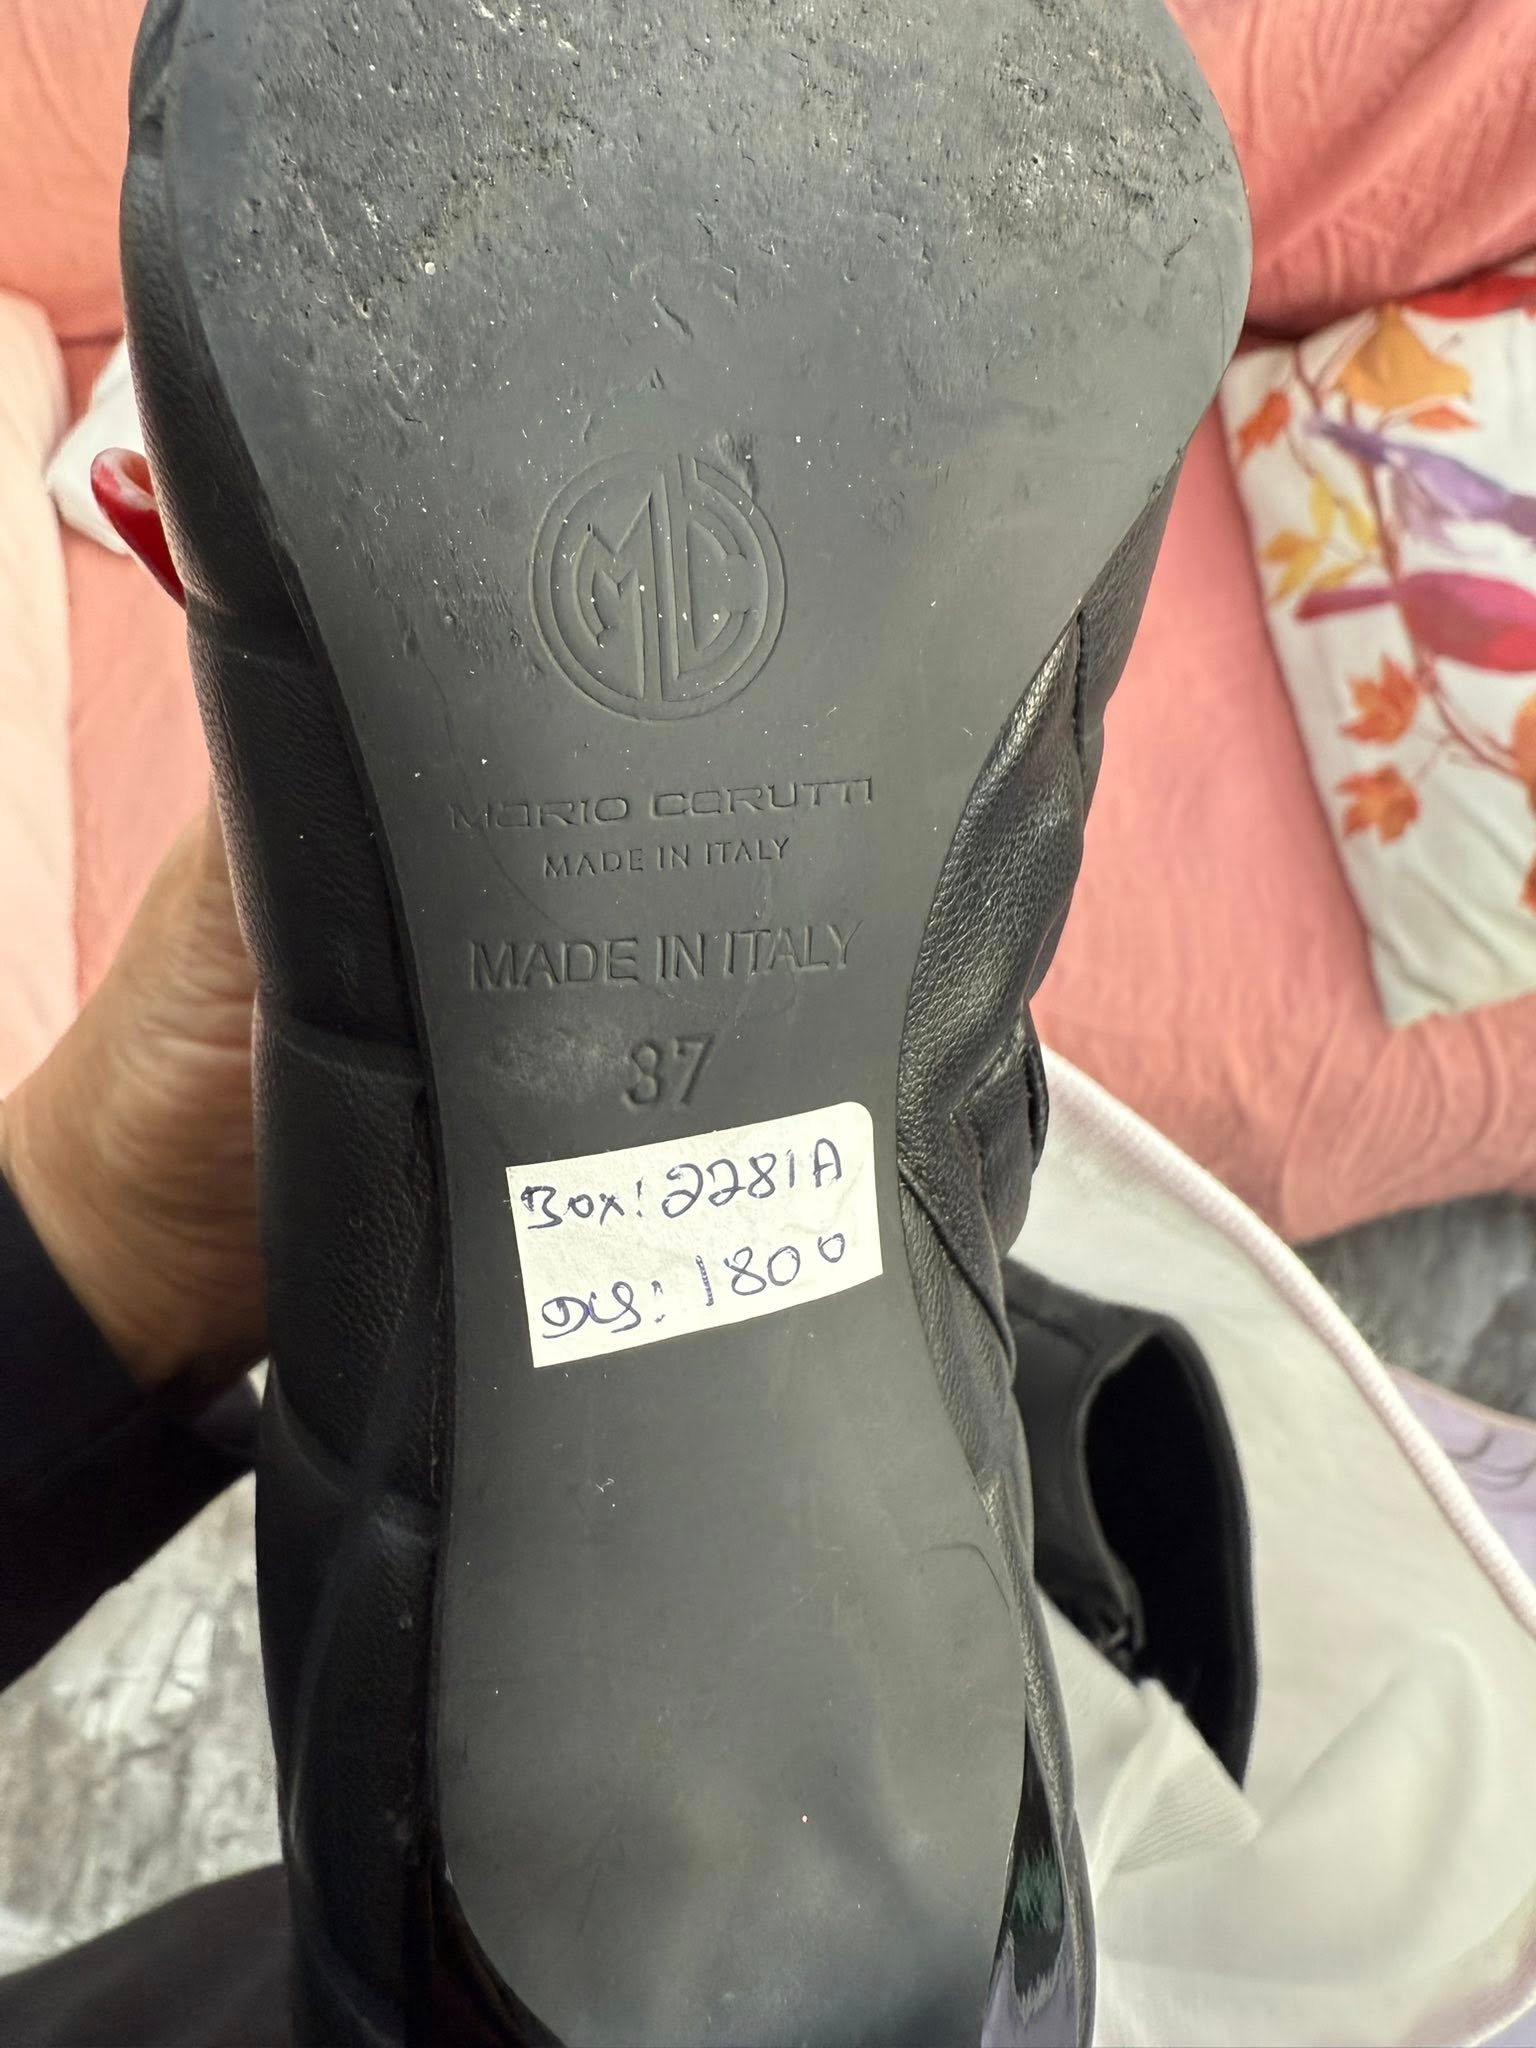 MC
MARIO CERUTTI
MADE IN ITALY
MADE IN ITALY
37
Box: 2281A
: 1800